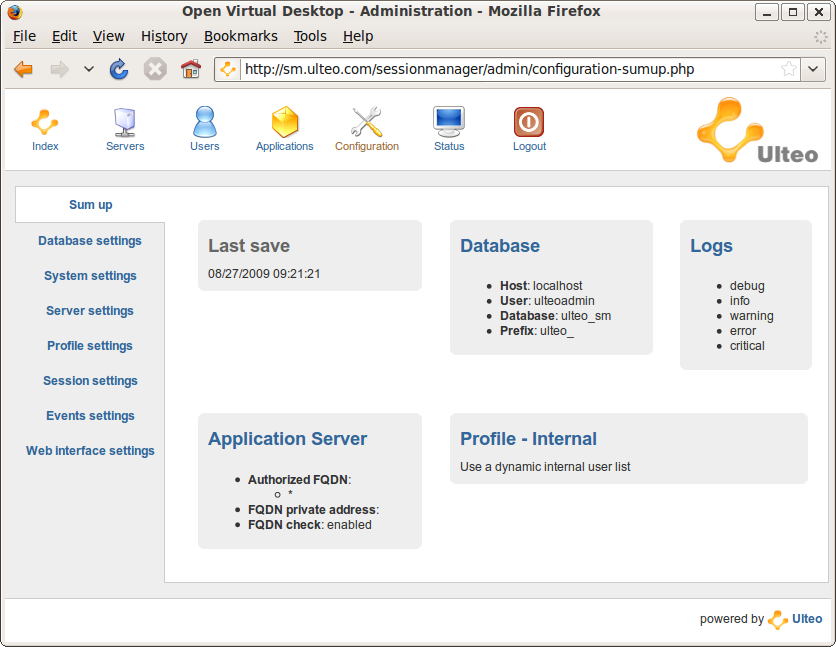 Open Virtual Desktop - Administration - Mozilla Firefox
File Edit View History Bookmarks Tools Help
http://sm.ulteo.com/sessionmanager/admin/configuration-sumup.php
Index Servers Users Applications Configuration Status Logout
Ulteo
Sum up
Database settings
System settings
Server settings
Profile settings
Session settings
Events settings
Web interface settings
Last save
08/27/2009 09:21:21
Database
Host: localhost
User: ulteoadmin
Database: ulteo_sm
Prefix: ulteo_
Logs
debug
info
warning
error
critical
Application Server
Authorized FQDN:
*
FQDN private address:
FQDN check: enabled
Profile - Internal
Use a dynamic internal user list
powered by Ulteo